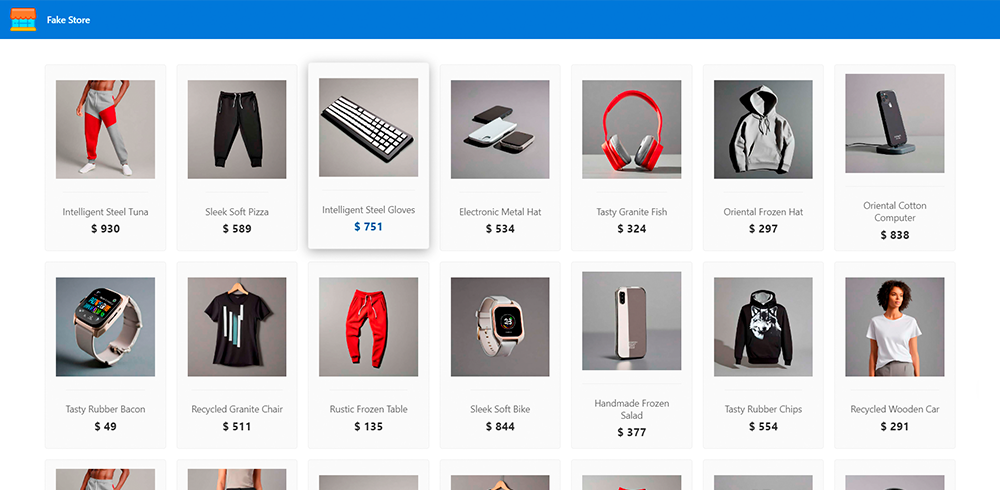 Fake Store
Intelligent Steel Tuna
$ 930
Sleek Soft Pizza
$ 589
Intelligent Steel Gloves
$ 751
Electronic Metal Hat
$ 534
Tasty Granite Fish
$ 324
Oriental Frozen Hat
$ 297
Oriental Cotton
Computer
$ 838
Tasty Rubber Bacon
$ 49
Recycled Granite Chair
$ 511
Rustic Frozen Table
$ 135
Sleek Soft Bike
$ 844
Handmade Frozen
Salad
$ 377
Tasty Rubber Chips
$ 554
Recycled Wooden Car
$ 291